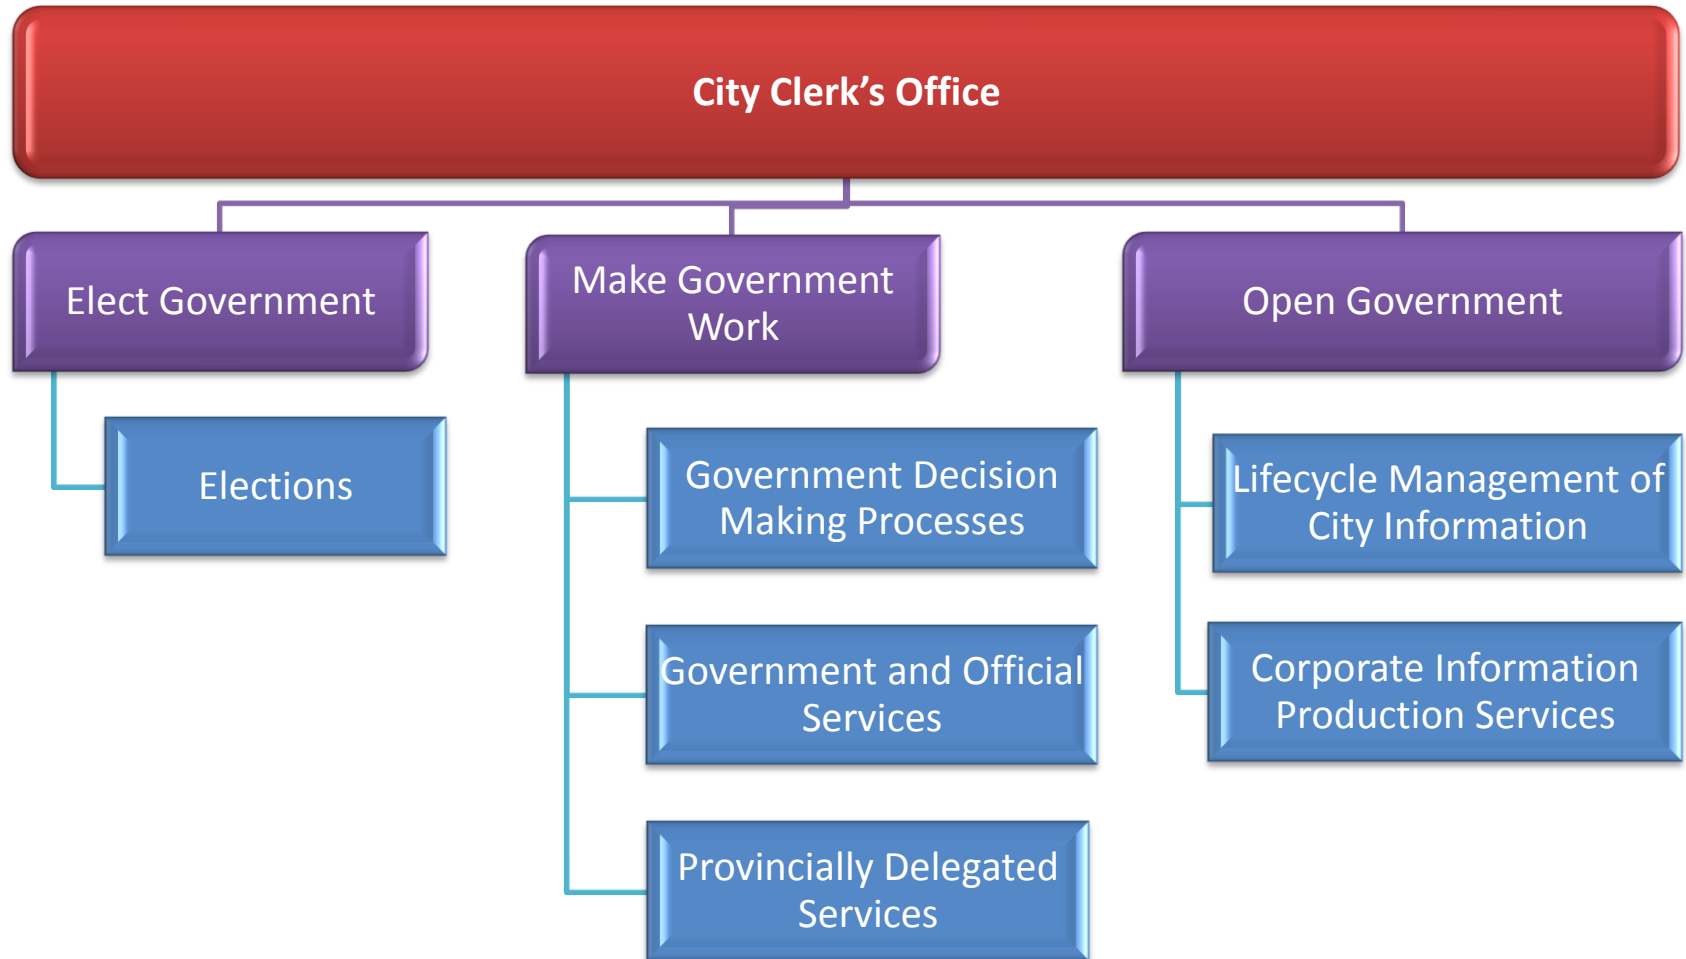 City Clerk’s Office
Elect Government
Make Government
Work
Open Government
Elections
Government Decision
Making Processes
Government and Official
Services
Provincially Delegated
Services
Lifecycle Management of
City Information
Corporate Information
Production Services